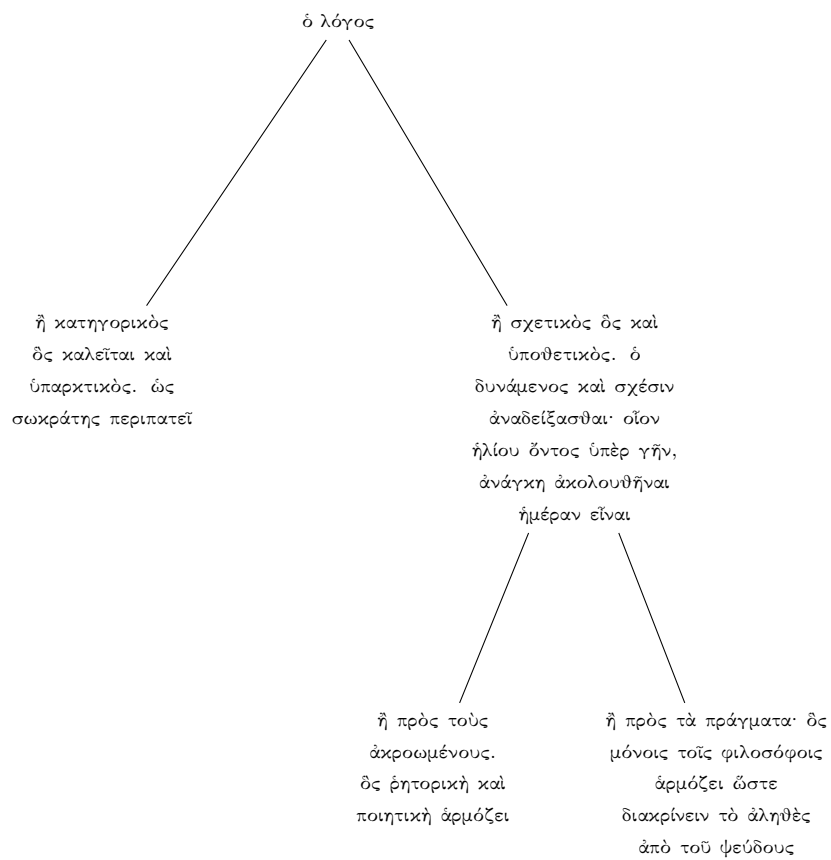 ὁ λόγος
ἢ κατηγορικὸς
ὃς καλεῖται καὶ
ὑπαρκτικὸς. ὡς
σωκράτης περιπατεῖ
ἢ σχετικὸς ὃς καὶ
ὑποθετικὸς. ὁ
δυνάμενος καὶ σχέσιν
ἀναδείξασθαι· οἷον
ἡλίου ὄντος ὑπὲρ γῆν,
ἀνάγκη ἀκολουθῆναι
ἡμέραν εἶναι
ἢ πρὸς τοὺς
ἀκροωμένους.
ὃς ῥητορικὴ καὶ
ποιητικὴ ἁρμόζει
ἢ πρὸς τὰ πράγματα· ὃς
μόνοις τοῖς φιλοσόφοις
ἁρμόζει ὥστε
διακρίνειν τὸ ἀληθὲς
ἀπὸ τοῦ ψεύδους